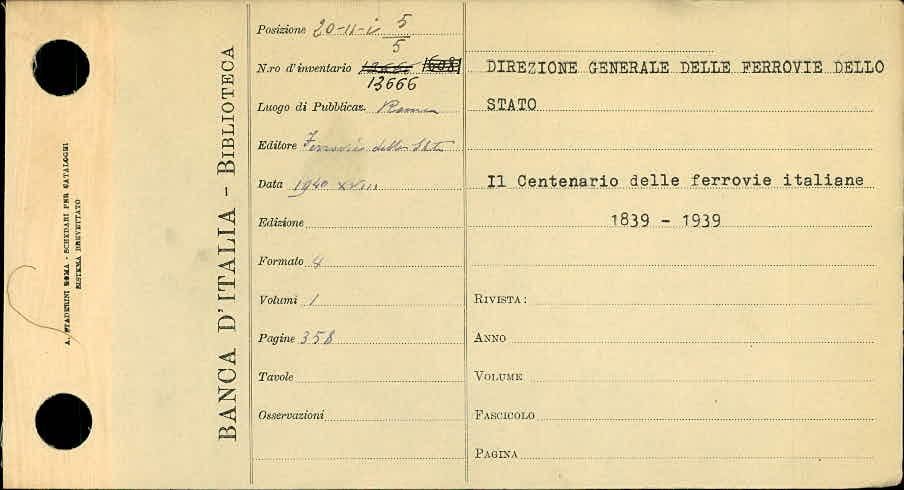 A. STADERINI ROMA - SCHEDARI PER CATALOGHI
SISTEMA BREVETTATO
BANCA D'ITALIA - BIBLIOTECA
Posizione 20-11-i 5
5
N.ro d'inventario 13666 16081
13666
Luogo di Pubblicaz. Roma
Editore Ferrovie dello Stato
Data 1940 XVIII
Edizione
Formato 4
Volumi 1
Pagine 358
Tavole
Osservazioni
DIREZIONE GENERALE DELLE FERROVIE DELLO
STATO
Il Centenario delle ferrovie italiane
1839 - 1939
RIVISTA:
ANNO
VOLUME
FASCICOLO
PAGINA